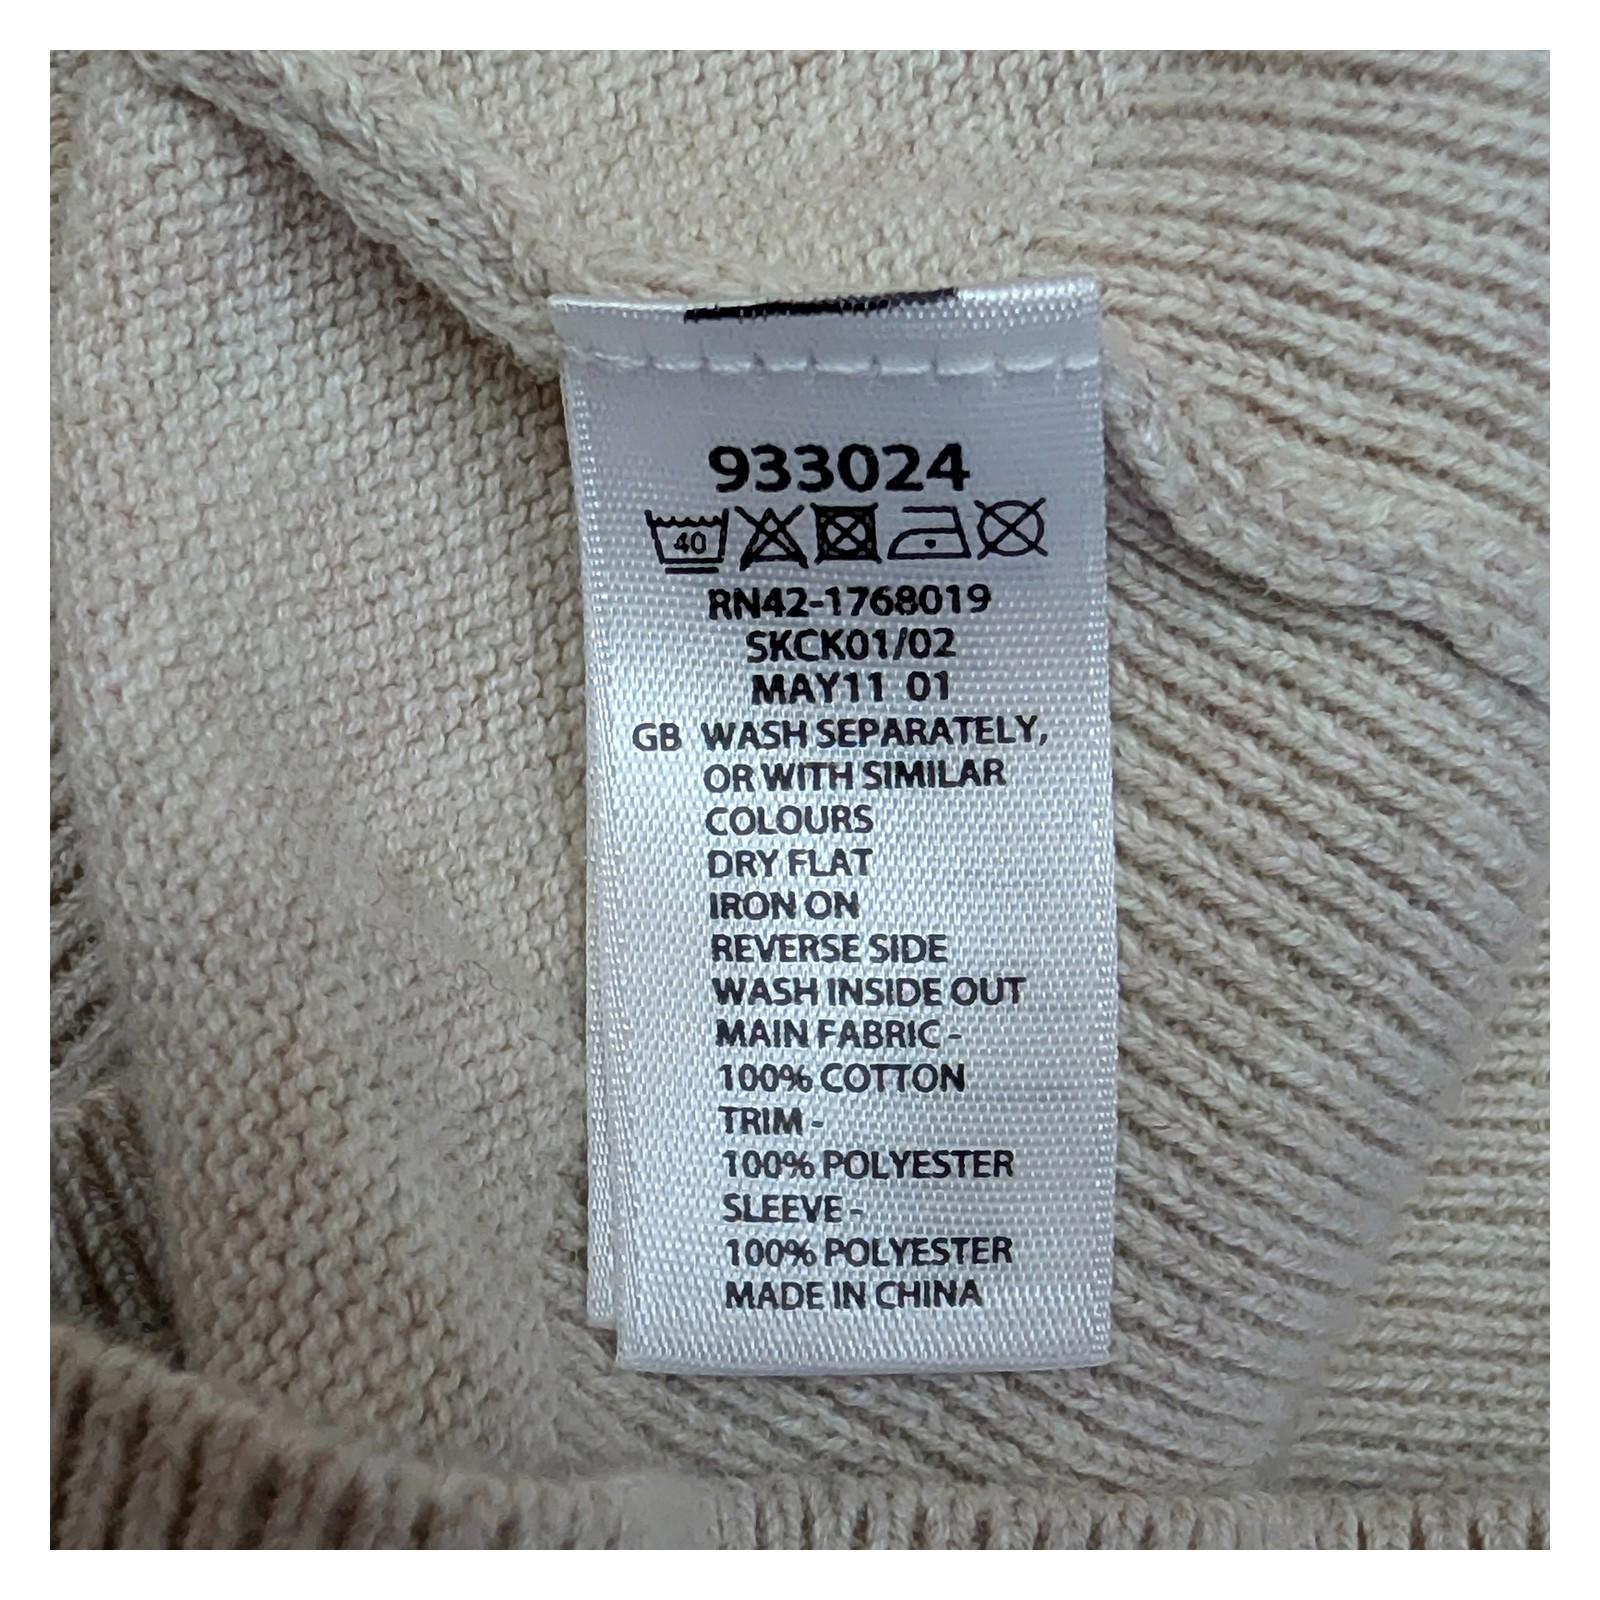 933024
40
RN42-1768019
SKCK01/02
MAY11 01
GB WASH SEPARATELY,
OR WITH SIMILAR
COLOURS
DRY FLAT
IRON ON
REVERSE SIDE
WASH INSIDE OUT
MAIN FABRIC -
100% COTTON
TRIM -
100% POLYESTER
SLEEVE -
100% POLYESTER
MADE IN CHINA